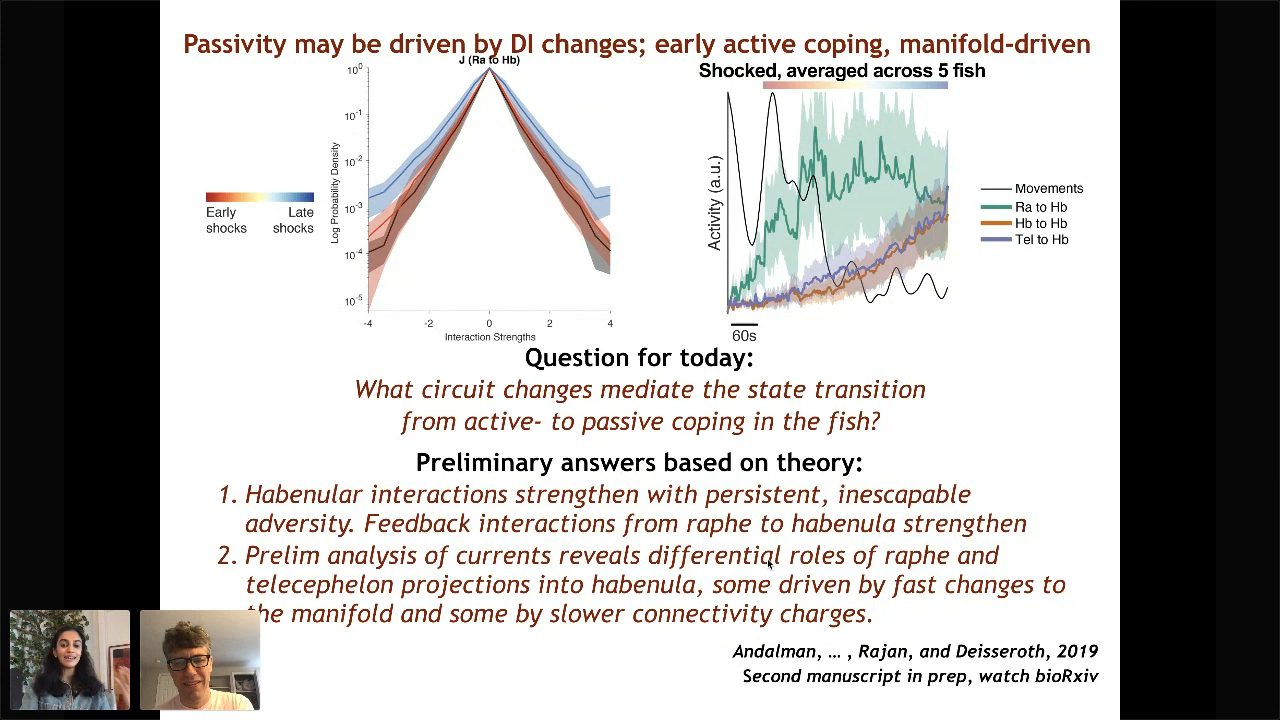 Passivity may be driven by DI changes; early active coping, manifold-driven
J (Ra to Hb)
Log Probability Density
10^0
10^-1
10^-2
10^-3
10^-4
10^-5
-4 -2 0 2 4
Interaction Strengths
Early shocks
Late shocks
Shocked, averaged across 5 fish
Activity (a.u.)
60s
Movements
Ra to Hb
Hb to Hb
Tel to Hb
Question for today:
What circuit changes mediate the state transition
from active- to passive coping in the fish?
Preliminary answers based on theory:
1. Habenular interactions strengthen with persistent, inescapable
adversity. Feedback interactions from raphe to habenula strengthen
2. Prelim analysis of currents reveals differential roles of raphe and
telecephelon projections into habenula, some driven by fast changes to
the manifold and some by slower connectivity charges.
Andalman, … , Rajan, and Deisseroth, 2019
Second manuscript in prep, watch bioRxiv